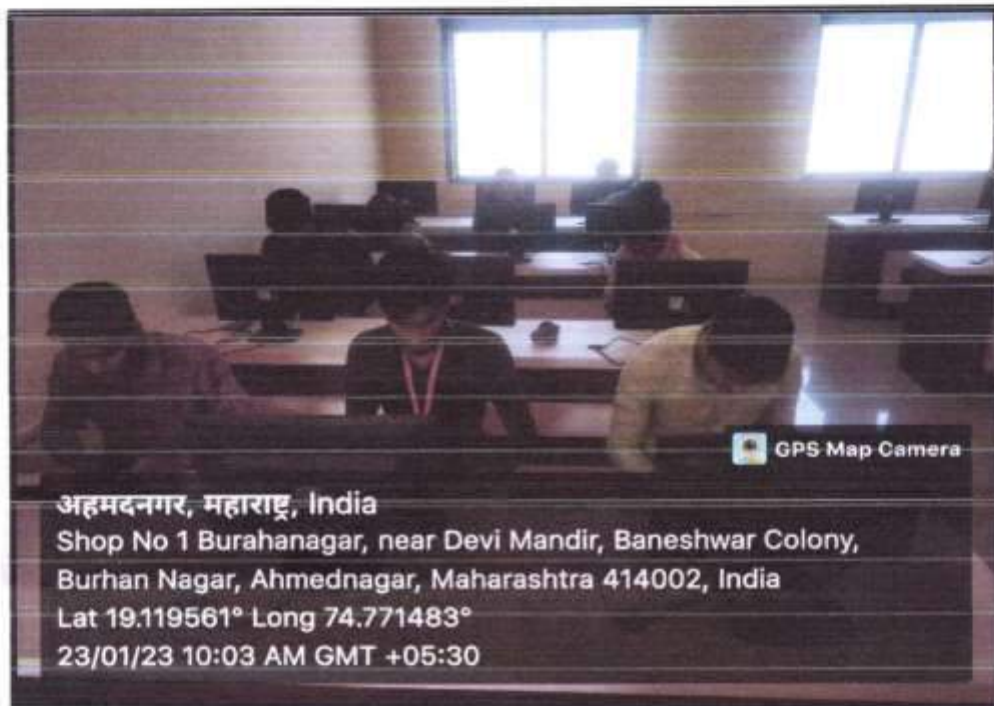 GPS Map Camera
अहमदनगर, महाराष्ट्र, India
Shop No 1 Burahanagar, near Devi Mandir, Baneshwar Colony,
Burhan Nagar, Ahmednagar, Maharashtra 414002, India
Lat 19.119561° Long 74.771483°
23/01/23 10:03 AM GMT +05:30